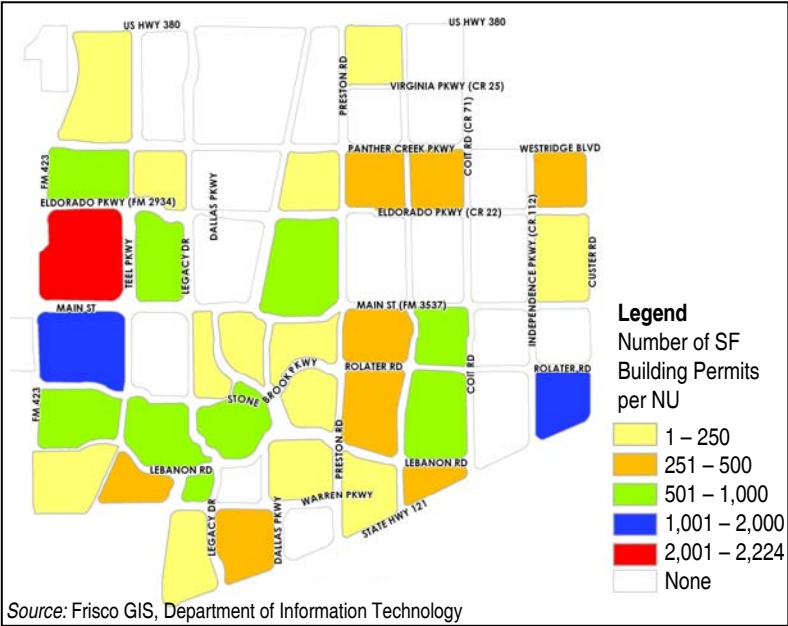 US HWY 380
US HWY 380
PRESTON RD
VIRGINIA PKWY (CR 25)
COIT RD (CR 71)
PANTHER CREEK PKWY
WESTRIDGE BLVD
FM 423
ELDORADO PKWY (FM 2934)
DALLAS PKWY
ELDORADO PKWY (CR 22)
INDEPENDENCE PKWY (CR 112)
TEEL PKWY
LEGACY DR
CUSTER RD
MAIN ST
MAIN ST (FM 3537)
ROLATER RD
COIT RD
ROLATER RD
FM 423
STONE BROOK PKWY
PRESTON RD
LEBANON RD
LEBANON RD
WARREN PKWY
LEGACY DR
DALLAS PKWY
STATE HWY 121
Legend
Number of SF
Building Permits
per NU
1 – 250
251 – 500
501 – 1,000
1,001 – 2,000
2,001 – 2,224
None
Source: Frisco GIS, Department of Information Technology